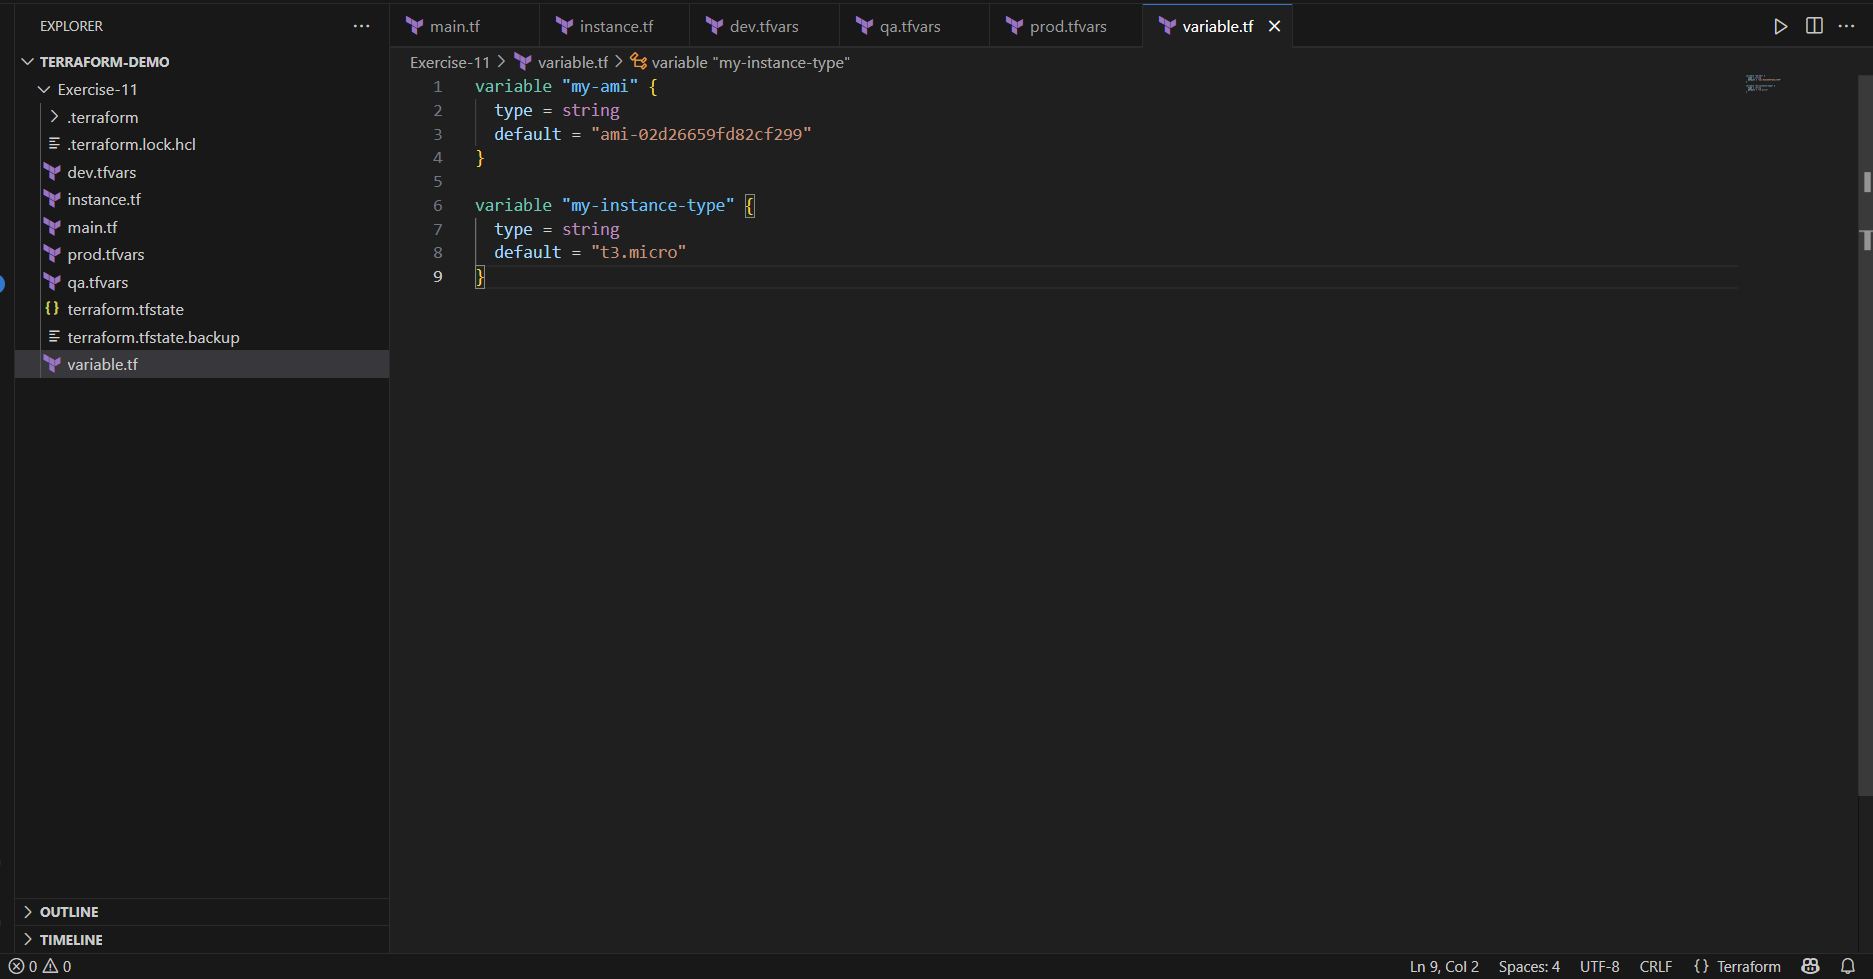 EXPLORER
TERRAFORM-DEMO
Exercise-11
.terraform
.terraform.lock.hcl
dev.tfvars
instance.tf
main.tf
prod.tfvars
qa.tfvars
terraform.tfstate
terraform.tfstate.backup
variable.tf
OUTLINE
TIMELINE
main.tf
instance.tf
dev.tfvars
qa.tfvars
prod.tfvars
variable.tf
Exercise-11 > variable.tf > variable "my-instance-type"
1 variable "my-ami" {
2 type = string
3 default = "ami-02d26659fd82cf299"
4 }
5
6 variable "my-instance-type" {
7 type = string
8 default = "t3.micro"
9 }
0 0
Ln 9, Col 2
Spaces: 4
UTF-8
CRLF
{} Terraform